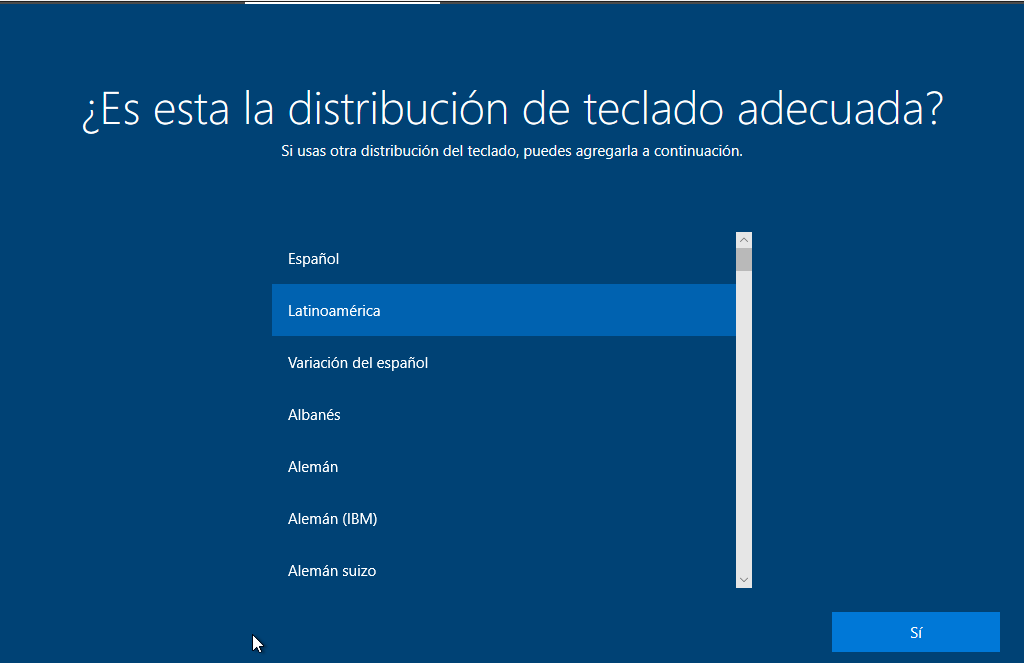 ¿Es esta la distribución de teclado adecuada?
Si usas otra distribución del teclado, puedes agregarla a continuación.
Español
Latinoamérica
Variación del español
Albanés
Alemán
Alemán (IBM)
Alemán suizo
Sí